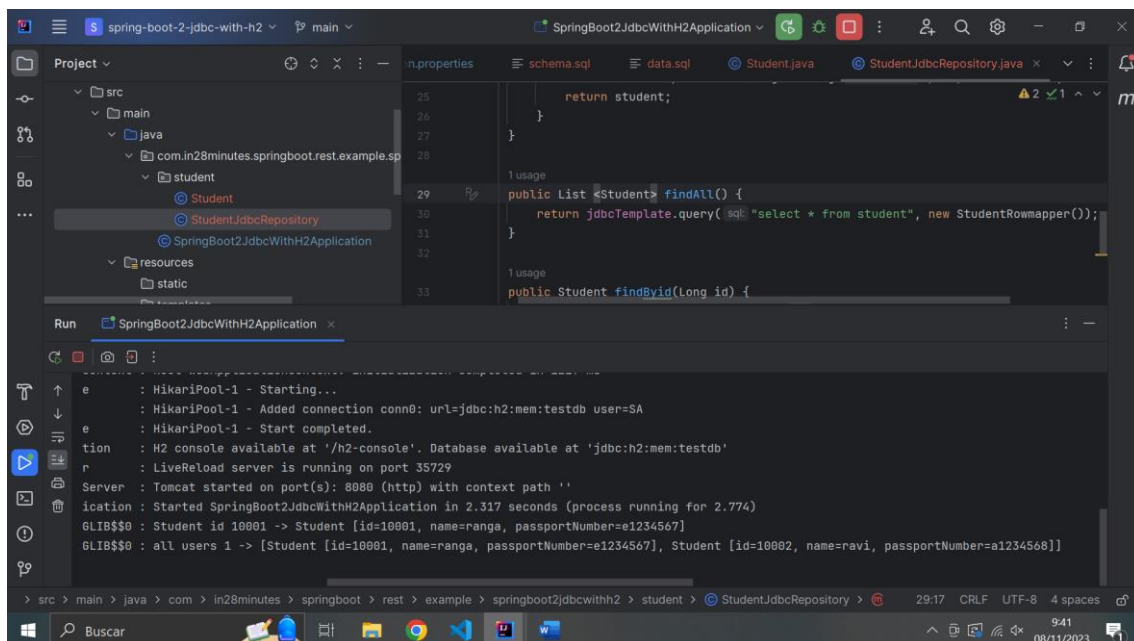 S spring-boot-2-jdbc-with-h2 main SpringBoot2JdbcWithH2Application
Project
n.properties schema.sql data.sql Student.java StudentJdbcRepository.java
src
main
java
com.in28minutes.springboot.rest.example.sp
student
Student
StudentJdbcRepository
SpringBoot2JdbcWithH2Application
resources
static
25 return student;
26 }
27 }
28
1 usage
29 public List <Student> findAll() {
30 return jdbcTemplate.query( sql: "select * from student", new StudentRowmapper());
31 }
32
1 usage
33 public Student findByid(Long id) {
2 1
m
Run SpringBoot2JdbcWithH2Application
e : HikariPool-1 - Starting...
: HikariPool-1 - Added connection conn0: url=jdbc:h2:mem:testdb user=SA
e : HikariPool-1 - Start completed.
tion : H2 console available at '/h2-console'. Database available at 'jdbc:h2:mem:testdb'
r : LiveReload server is running on port 35729
Server : Tomcat started on port(s): 8080 (http) with context path ''
ication : Started SpringBoot2JdbcWithH2Application in 2.317 seconds (process running for 2.774)
GLIB$$0 : Student id 10001 -> Student [id=10001, name=ranga, passportNumber=e1234567]
GLIB$$0 : all users 1 -> [Student [id=10001, name=ranga, passportNumber=e1234567], Student [id=10002, name=ravi, passportNumber=a1234568]]
> src > main > java > com > in28minutes > springboot > rest > example > springboot2jdbcwithh2 > student > StudentJdbcRepository > m 29:17 CRLF UTF-8 4 spaces
Buscar
9:41
08/11/2023